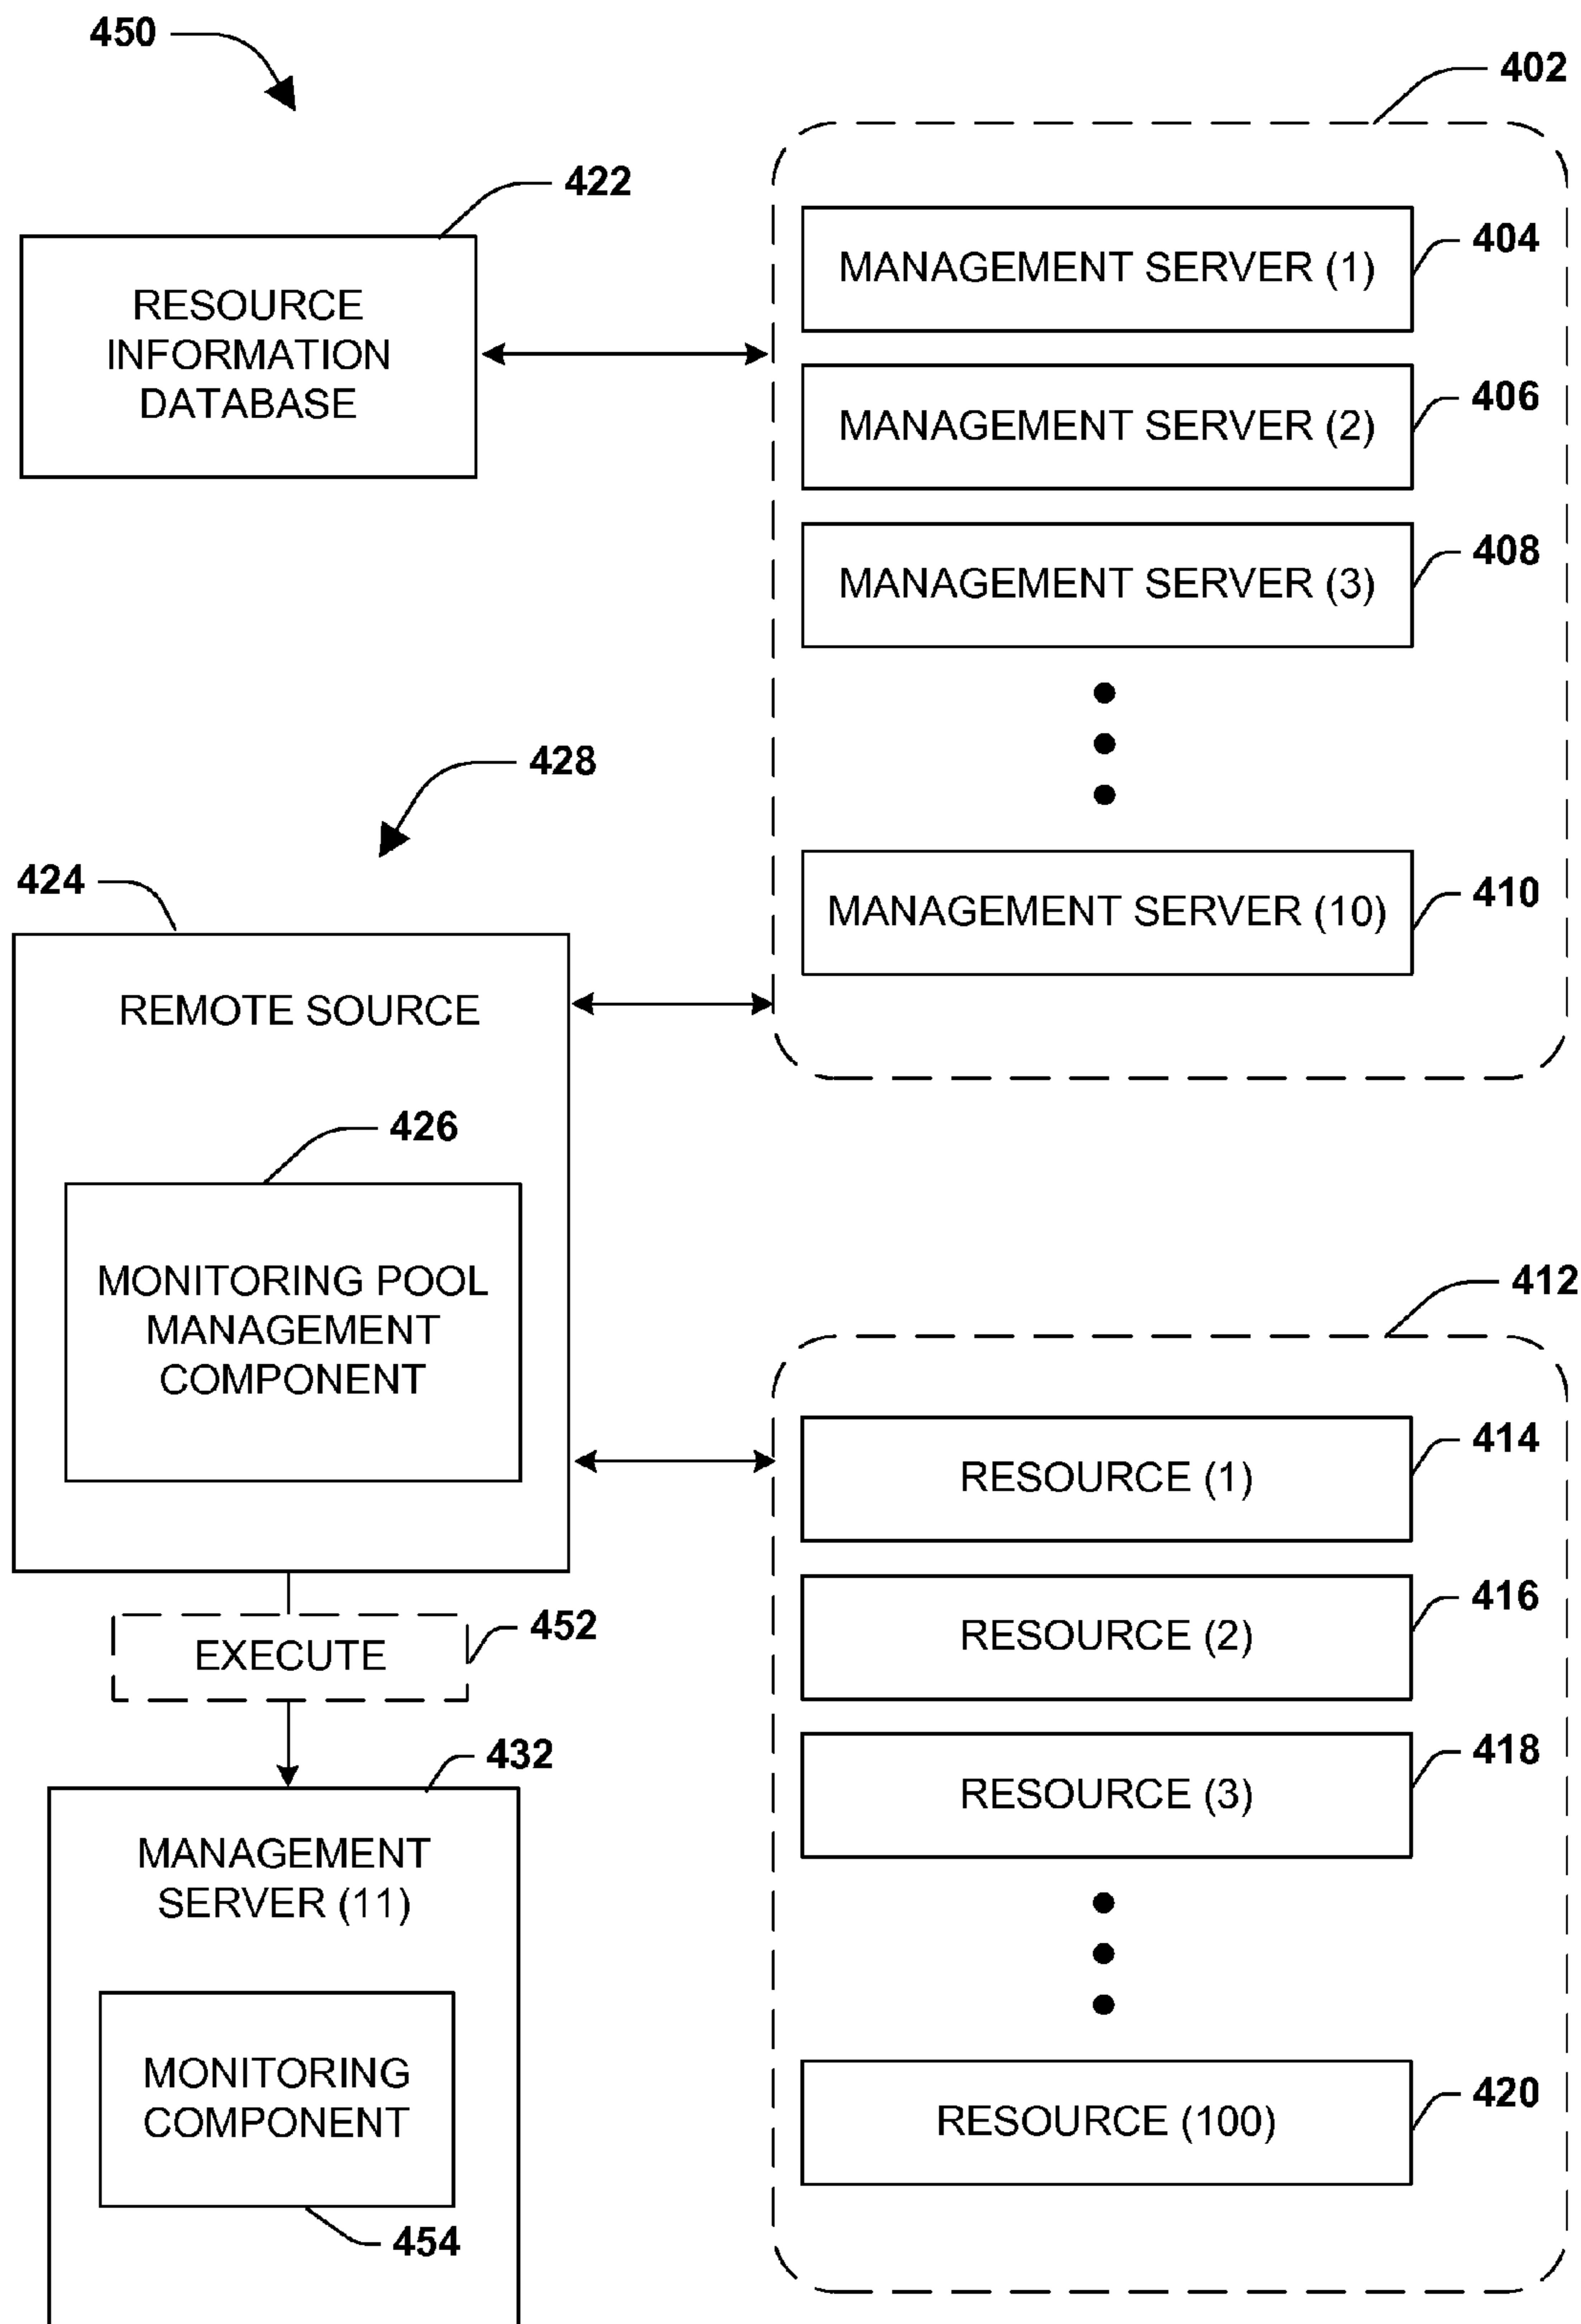 450
402
422
RESOURCE
INFORMATION
DATABASE
MANAGEMENT SERVER (1)
404
MANAGEMENT SERVER (2)
406
MANAGEMENT SERVER (3)
408
MANAGEMENT SERVER (10)
410
428
424
REMOTE SOURCE
426
MONITORING POOL
MANAGEMENT
COMPONENT
412
RESOURCE (1)
414
RESOURCE (2)
416
RESOURCE (3)
418
RESOURCE (100)
420
EXECUTE
452
432
MANAGEMENT
SERVER (11)
MONITORING
COMPONENT
454